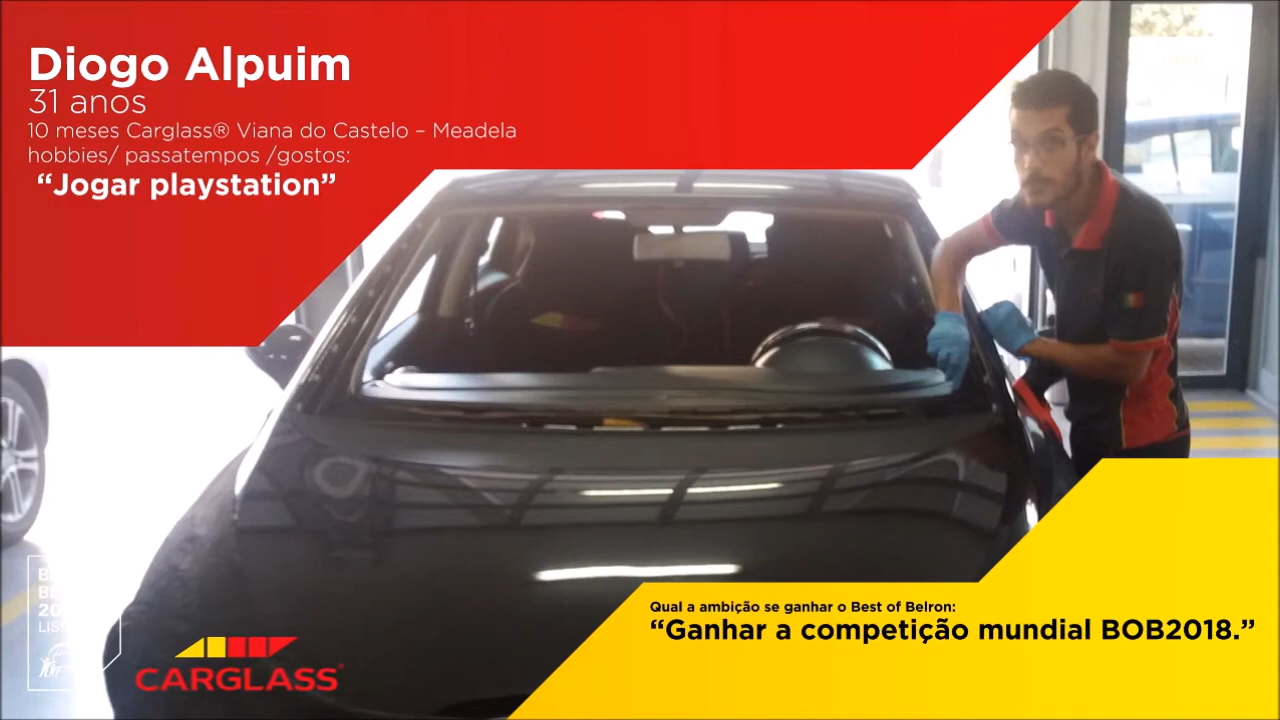 Diogo Alpuim
31 anos
10 meses Carglass® Viana do Castelo – Meadela
hobbies/ passatempos /gostos:
“Jogar playstation”
Qual a ambição se ganhar o Best of Belron:
“Ganhar a competição mundial BOB2018.”
CARGLASS®